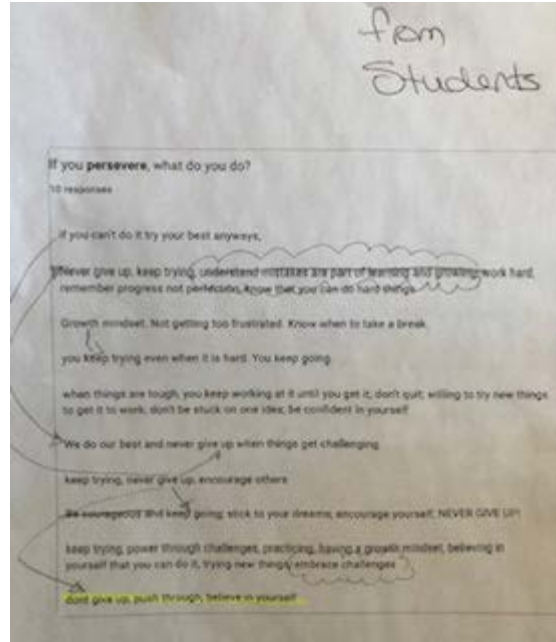 from
Students
If you persevere, what do you do?
10 responses
if you can't do it try your best anyways,
Never give up, keep trying, understand mistakes are part of learning and growing, work hard,
remember progress not perfection, know that you can do hard things
Growth mindset. Not getting too frustrated. Know when to take a break.
you keep trying even when it is hard. You keep going.
when things are tough, you keep working at it until you get it; don't quit; willing to try new things
to get it to work; don't be stuck on one idea; be confident in yourself
We do our best and never give up when things get challenging
keep trying, never give up, encourage others
Be courageous and keep going; stick to your dreams; encourage yourself; NEVER GIVE UP!
keep trying, power through challenges, practicing, having a growth mindset, believing in
yourself that you can do it, trying new things, embrace challenges
dont give up, push through, believe in yourself